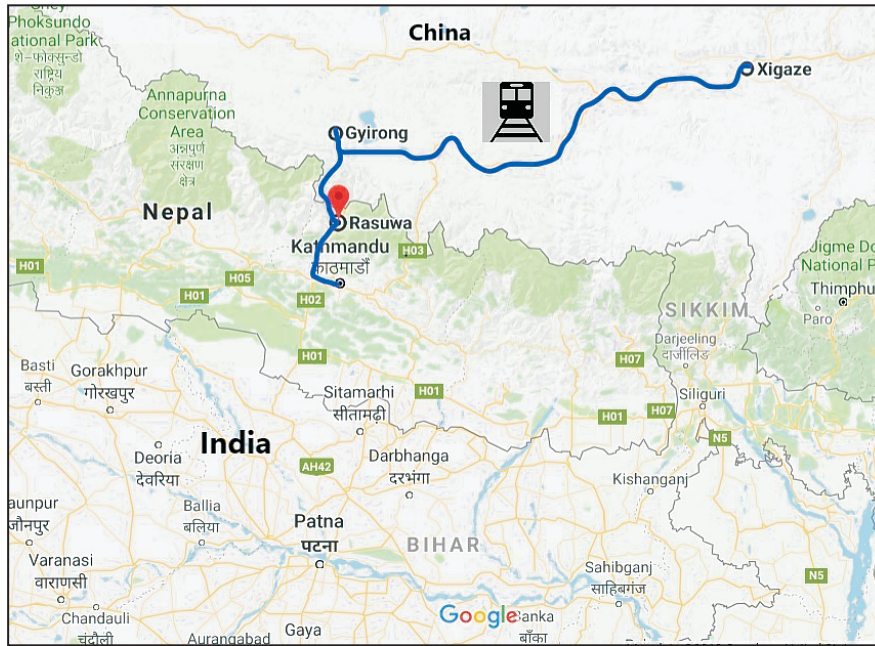 Shey
Phoksundo
National Park
शे-फोक्सुन्डो
राष्ट्रिय
निकुञ्ज
China
Xigaze
Annapurna
Conservation
Area
अन्नपुर्ण
संरक्षण
क्षेत्र
Gyirong
Nepal
Rasuwa
Kathmandu
काठमाडौं
H03
H01
H05
H01
H02
Jigme Do
National P
Thimphu
Paro
SIKKIM
Darjeeling
दार्जीलिङ
H01
H07
Basti
बस्ती
Gorakhpur
गोरखपुर
Sitamarhi
सीतामढ़ी
H01
H01
H07
Siliguri
N5
India
Deoria
देवरिया
AH42
Darbhanga
दरभंगा
Kishanganj
aunpur
जौनपुर
Ballia
बलिया
Patna
पटना
BIHAR
Varanasi
वाराणसी
Sahibganj
साहिबगंज
N5
Chandauli
चंदौली
Aurangabad
Gaya
Google
Banka
बाँका